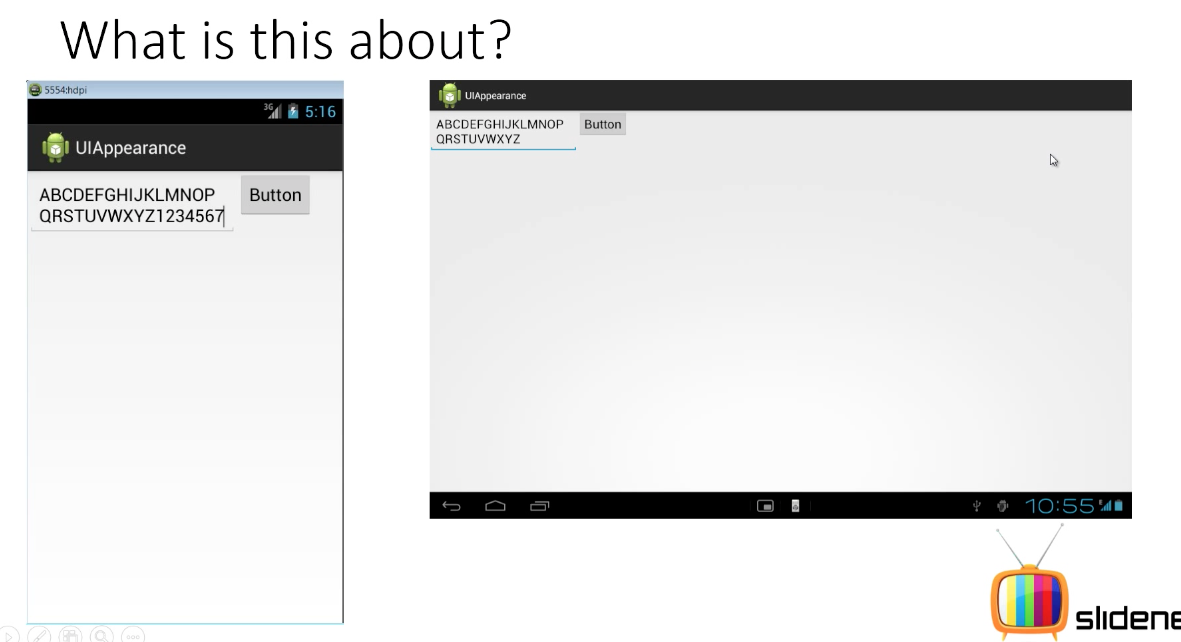 What is this about?
5554:hdpi
3G 5:16
UIAppearance
ABCDEFGHIJKLMNOP
QRSTUVWXYZ1234567
Button
UIAppearance
ABCDEFGHIJKLMNOP
QRSTUVWXYZ
Button
10:55
slidene